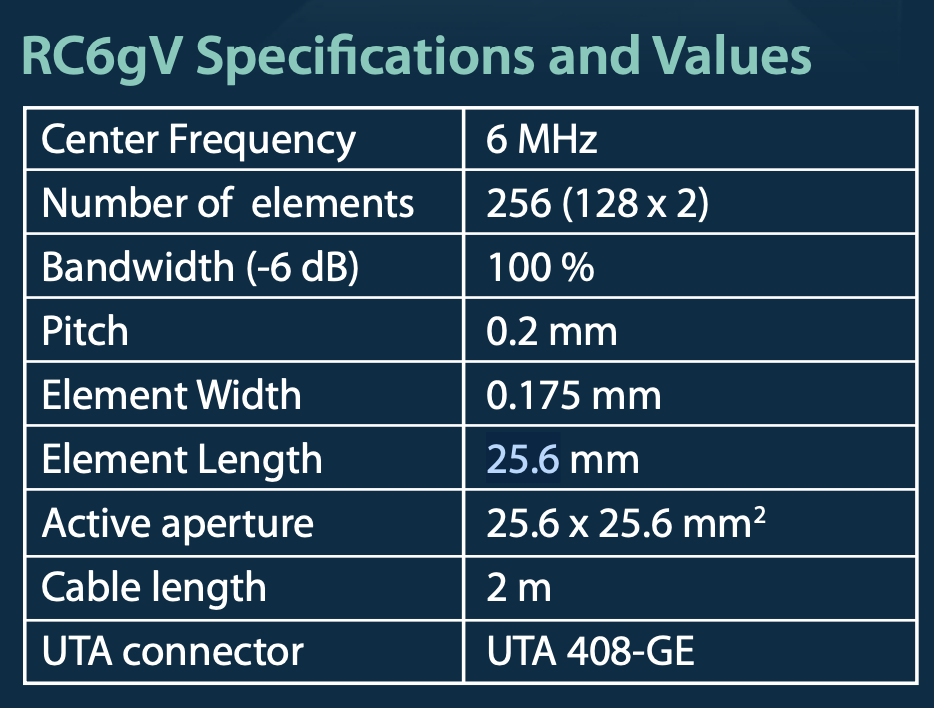 RC6gV Specifications and Values
Center Frequency 6 MHz
Number of elements 256 (128 x 2)
Bandwidth (-6 dB) 100 %
Pitch 0.2 mm
Element Width 0.175 mm
Element Length 25.6 mm
Active aperture 25.6 x 25.6 mm²
Cable length 2 m
UTA connector UTA 408-GE